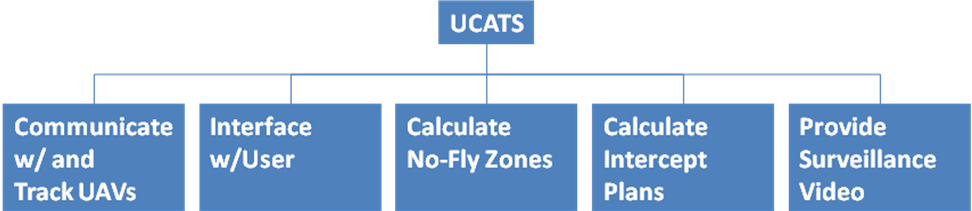 UCATS
Communicate
w/ and
Track UAVs
Interface
w/User
Calculate
No-Fly Zones
Calculate
Intercept
Plans
Provide
Surveillance
Video